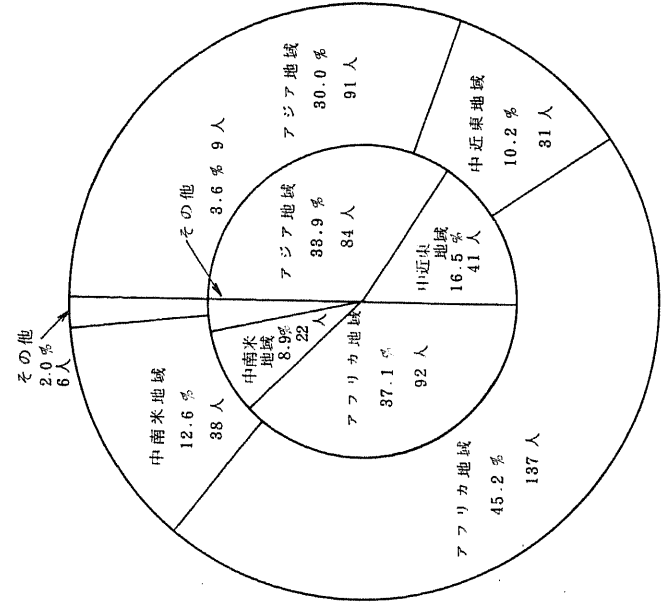 その他
2.0%
6人
アジア地域
30.0%
91人
中近東地域
10.2%
31人
アフリカ地域
45.2%
137人
中南米地域
12.6%
38人
その他
3.6% 9人
アジア地域
33.9%
84人
中近東
地域
16.5%
41人
アフリカ地域
37.1%
92人
中南米
地域
8.9%
22人